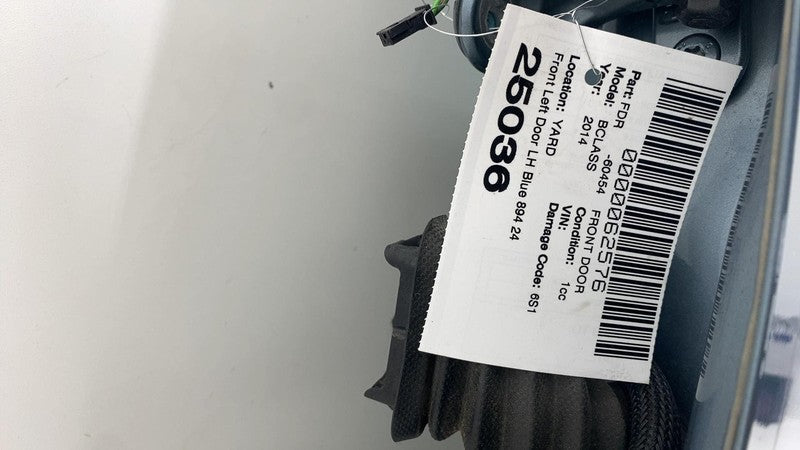 0000062576
Part: FDR -60454 FRONT DOOR
Model: BCLASS Condition: 1cc
Year: 2014 VIN:
Location: YARD Damage Code: 6S1
Front Left Door LH Blue 894 24
25036